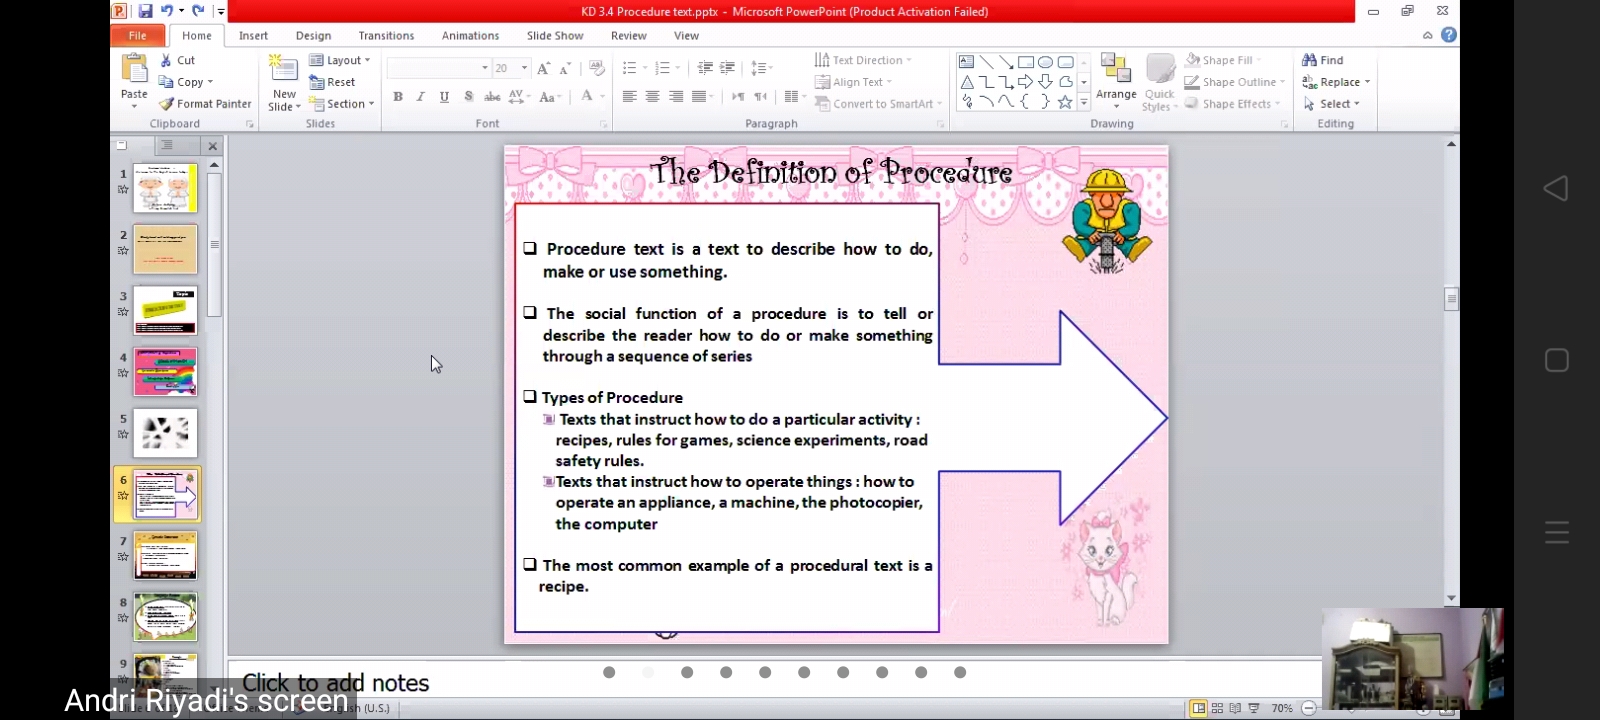 KD 3.4 Procedure text.pptx - Microsoft PowerPoint (Product Activation Failed)
File Home Insert Design Transitions Animations Slide Show Review View
Cut
Copy
Format Painter
Paste
Clipboard
New
Slide
Layout
Reset
Section
Slides
20
B I U S abc AV Aa A
Font
Text Direction
Align Text
Convert to SmartArt
Paragraph
Arrange
Quick
Styles
Shape Fill
Shape Outline
Shape Effects
Drawing
Find
Replace
Select
Editing
1
2
3
4
5
6
7
8
9
The Definition of Procedure
Procedure text is a text to describe how to do,
make or use something.
The social function of a procedure is to tell or
describe the reader how to do or make something
through a sequence of series
Types of Procedure
Texts that instruct how to do a particular activity :
recipes, rules for games, science experiments, road
safety rules.
Texts that instruct how to operate things : how to
operate an appliance, a machine, the photocopier,
the computer
The most common example of a procedural text is a
recipe.
Click to add notes
Andri Riyadi's screen
(U.S.)
70%